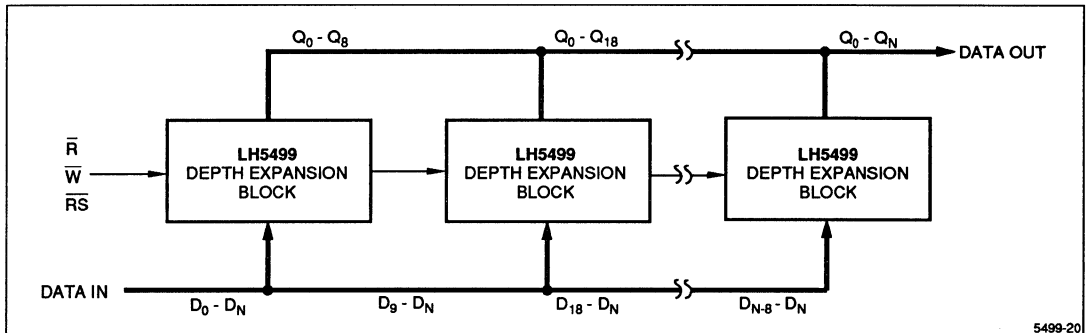 Q0 - Q8
Q0 - Q18
Q0 - QN
DATA OUT
R̅
W̅
R̅S̅
LH5499
DEPTH EXPANSION
BLOCK
LH5499
DEPTH EXPANSION
BLOCK
LH5499
DEPTH EXPANSION
BLOCK
DATA IN
D0 - DN
D9 - DN
D18 - DN
DN-8 - DN
5499-20